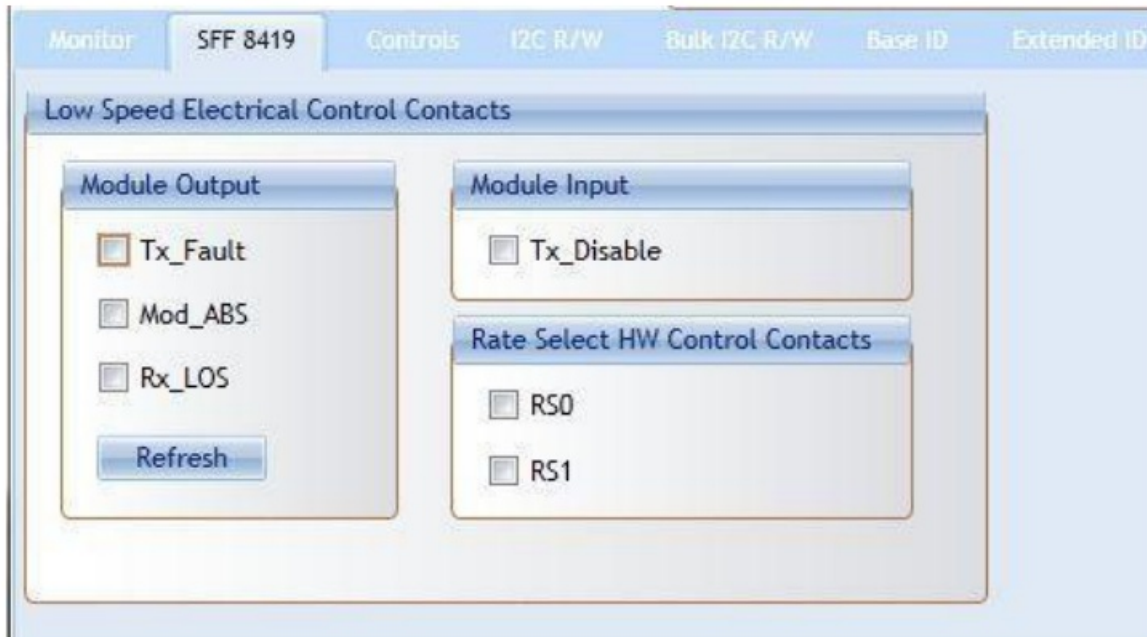 Monitor SFF 8419 Controls I2C R/W Bulk I2C R/W Base ID Extended ID
Low Speed Electrical Control Contacts
Module Output
Tx_Fault
Mod_ABS
Rx_LOS
Refresh
Module Input
Tx_Disable
Rate Select HW Control Contacts
RS0
RS1